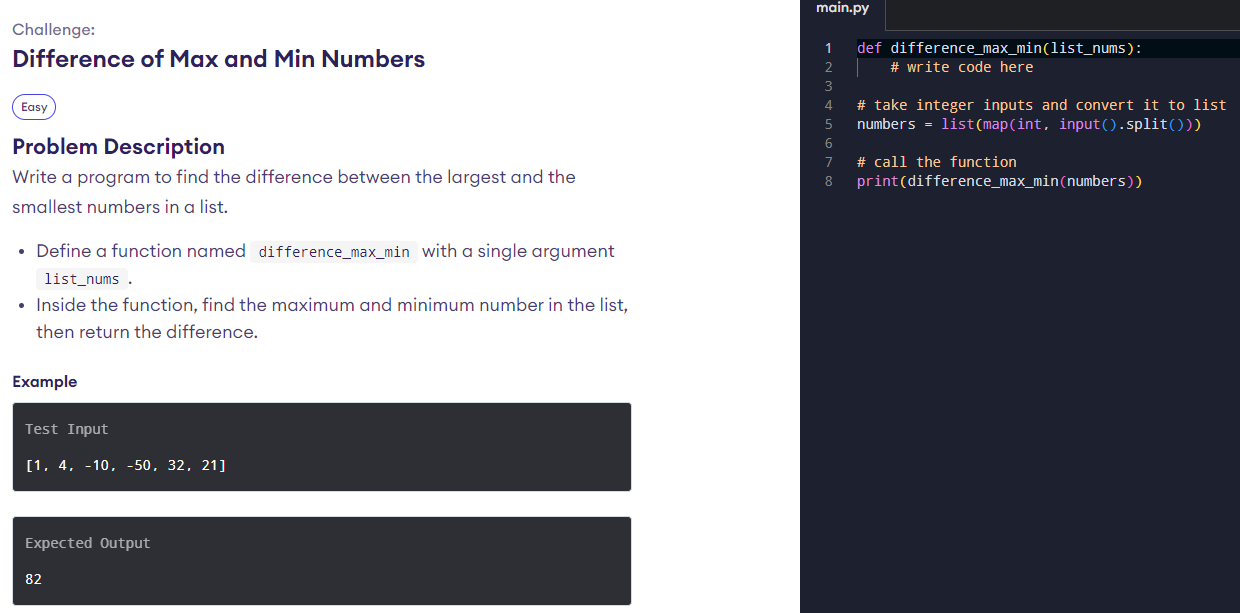 Challenge:
Difference of Max and Min Numbers
Easy
Problem Description
Write a program to find the difference between the largest and the
smallest numbers in a list.
• Define a function named difference_max_min with a single argument
list_nums .
• Inside the function, find the maximum and minimum number in the list,
then return the difference.
Example
Test Input
[1, 4, -10, -50, 32, 21]
Expected Output
82
main.py
1 def difference_max_min(list_nums):
2     # write code here
3
4 # take integer inputs and convert it to list
5 numbers = list(map(int, input().split()))
6
7 # call the function
8 print(difference_max_min(numbers))